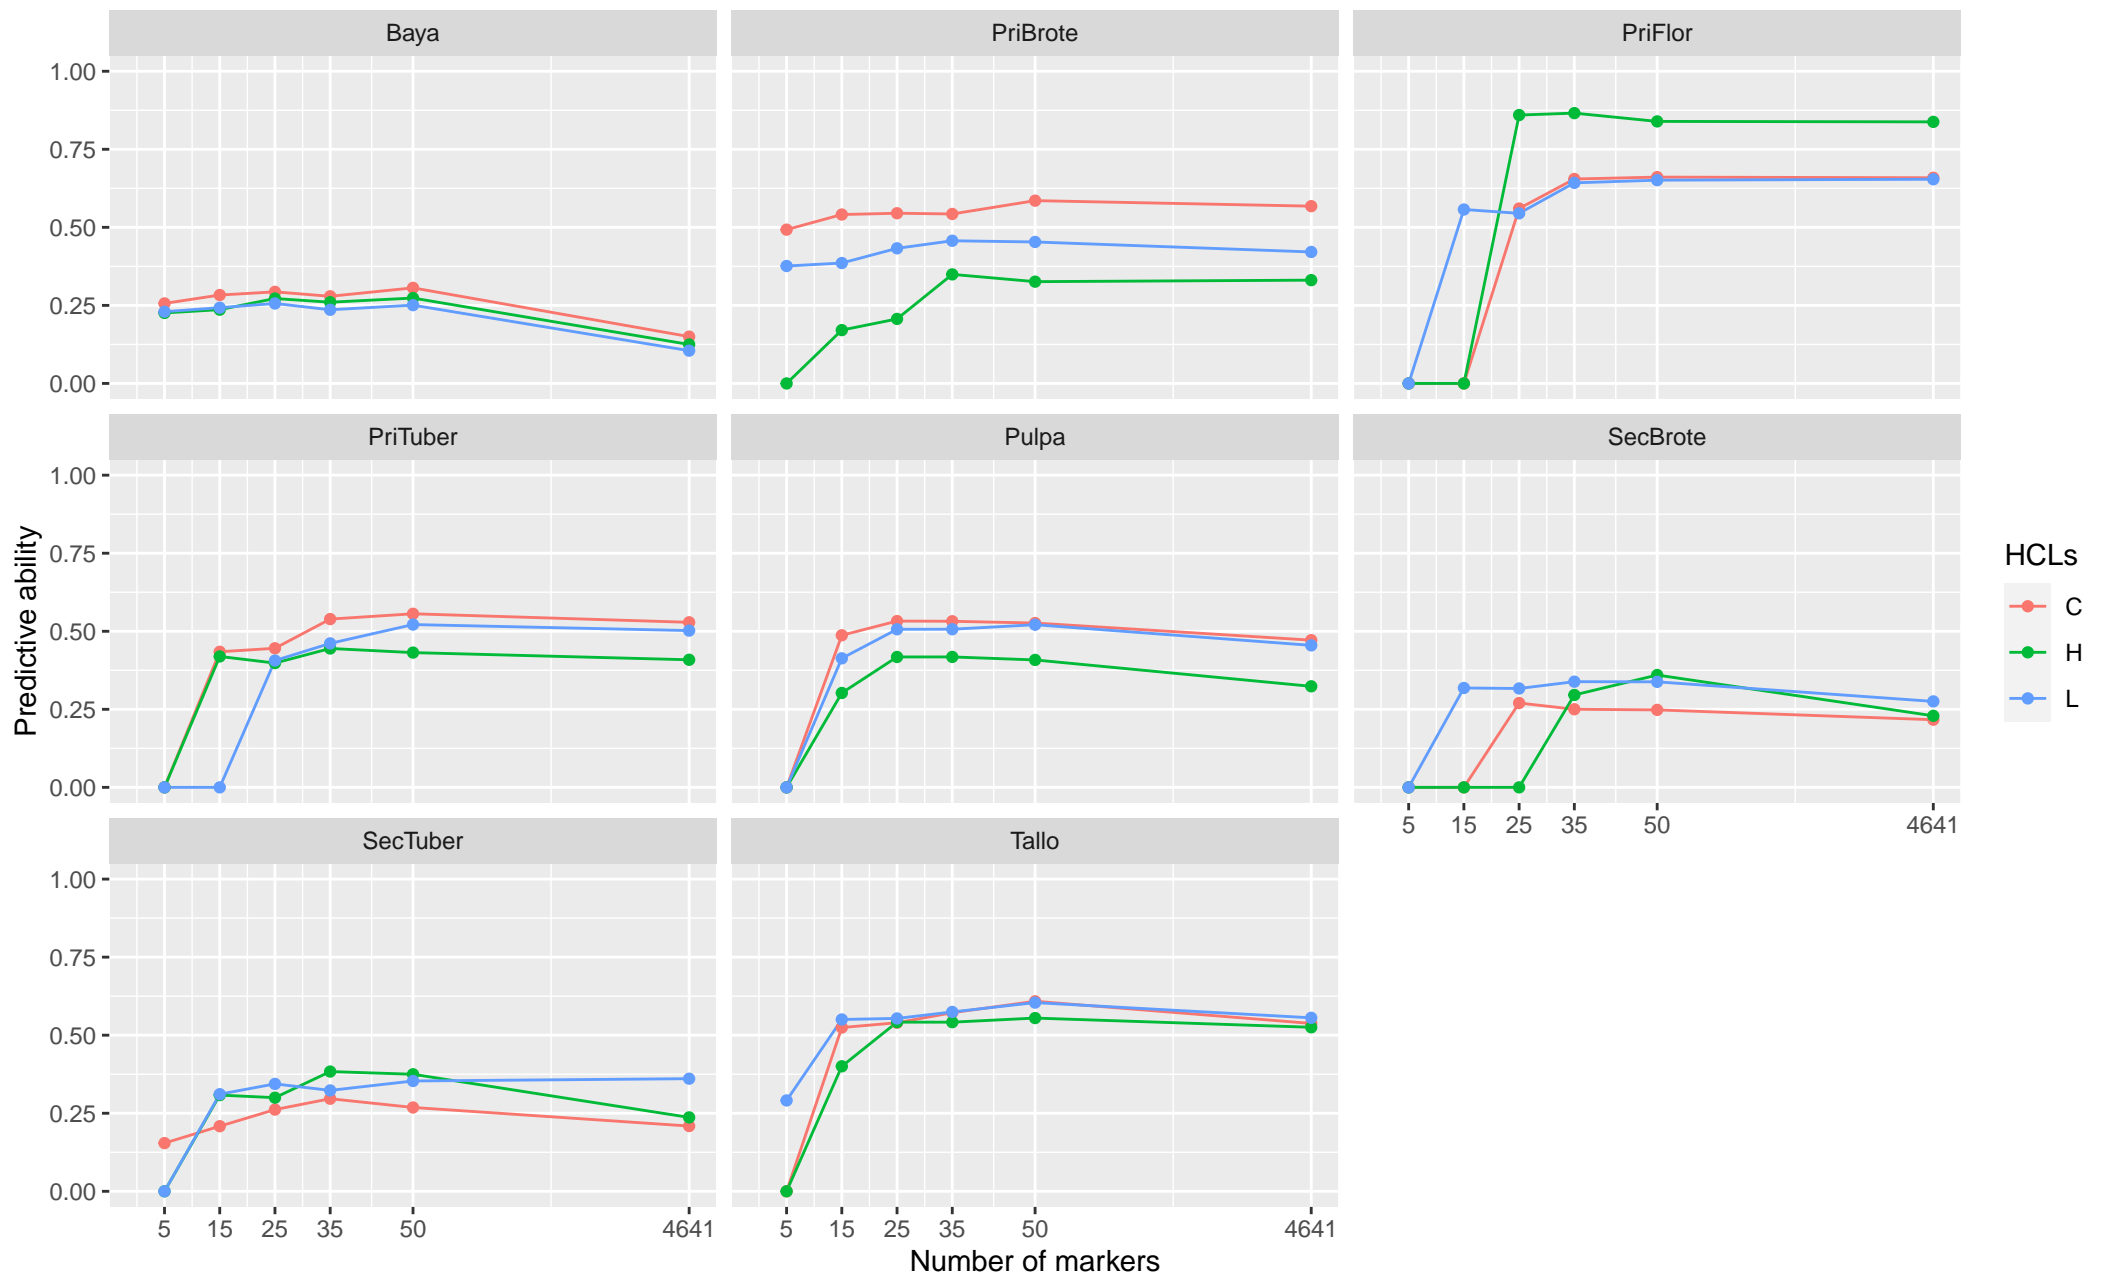 Baya
PriBrote
PriFlor
1.00
0.75
0.50
0.25
0.00
PriTuber
Pulpa
SecBrote
1.00
0.75
0.50
0.25
0.00
5 15 25 35 50 4641
SecTuber
Tallo
1.00
0.75
0.50
0.25
0.00
5 15 25 35 50 4641
5 15 25 35 50 4641
Number of markers
Predictive ability
HCLs
C
H
L